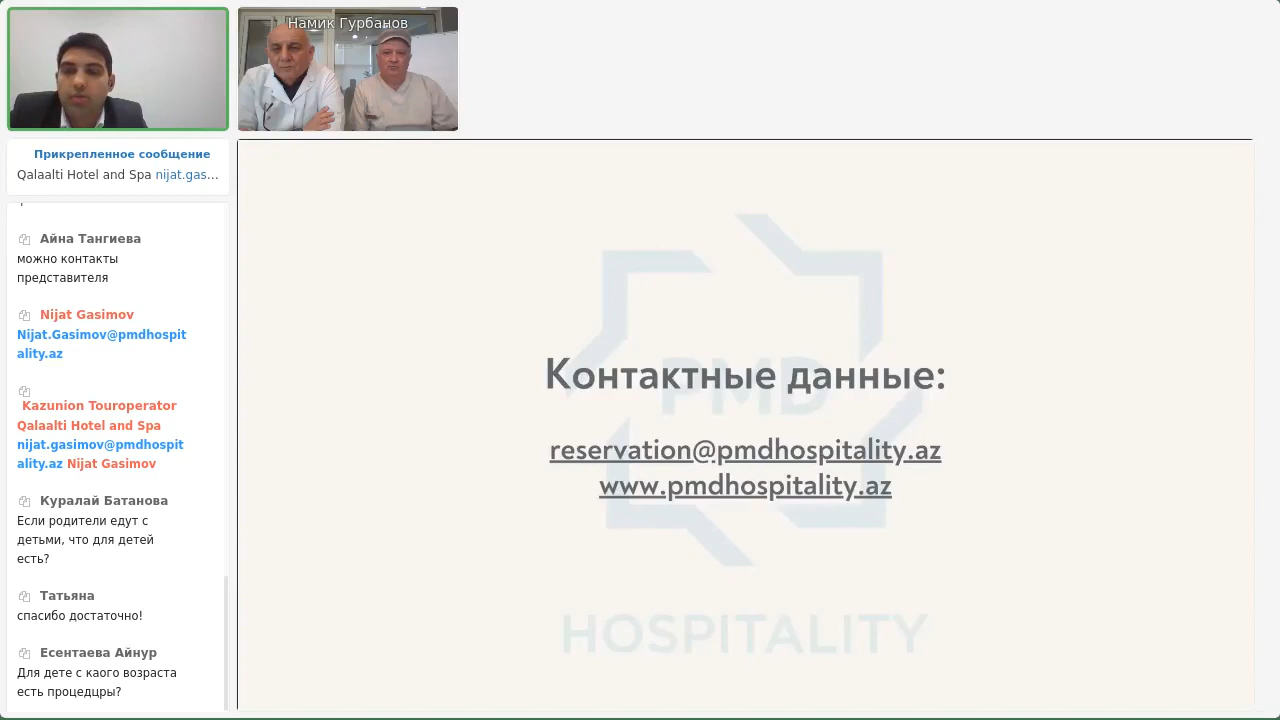 Намик Гурбанов
Прикрепленное сообщение
Qalaalti Hotel and Spa nijat.gas...
Айна Тангиева
можно контакты
представителя
Nijat Gasimov
Nijat.Gasimov@pmdhospit
ality.az
Kazunion Touroperator
Qalaalti Hotel and Spa
nijat.gasimov@pmdhospit
ality.az Nijat Gasimov
Куралай Батанова
Если родители едут с
детьми, что для детей
есть?
Татьяна
спасибо достаточно!
Есентаева Айнур
Для дете с каого возраста
есть процедцры?
PMD
Контактные данные:
reservation@pmdhospitality.az
www.pmdhospitality.az
HOSPITALITY